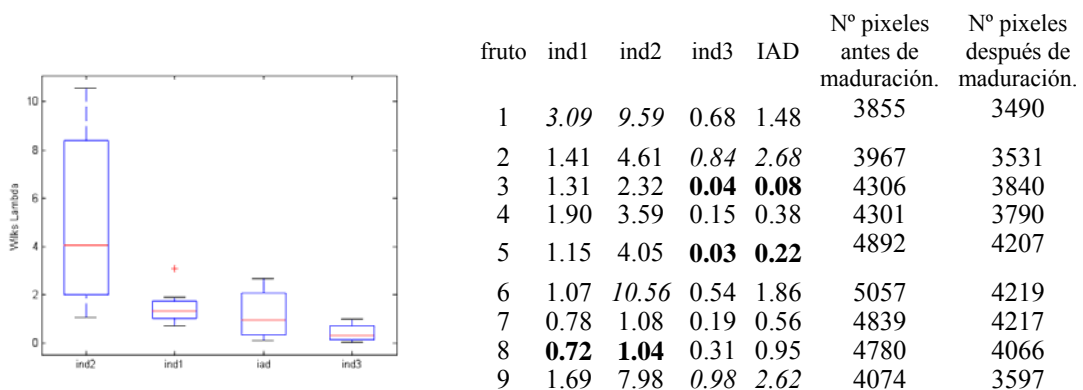 10
8
6
4
2
0
Wilks Lambda
ind2 ind1 iad ind3
Nº pixeles Nº pixeles
fruto ind1 ind2 ind3 IAD antes de después de
maduración. maduración.
1 3.09 9.59 0.68 1.48 3855 3490
2 1.41 4.61 0.84 2.68 3967 3531
3 1.31 2.32 0.04 0.08 4306 3840
4 1.90 3.59 0.15 0.38 4301 3790
5 1.15 4.05 0.03 0.22 4892 4207
6 1.07 10.56 0.54 1.86 5057 4219
7 0.78 1.08 0.19 0.56 4839 4217
8 0.72 1.04 0.31 0.95 4780 4066
9 1.69 7.98 0.98 2.62 4074 3597